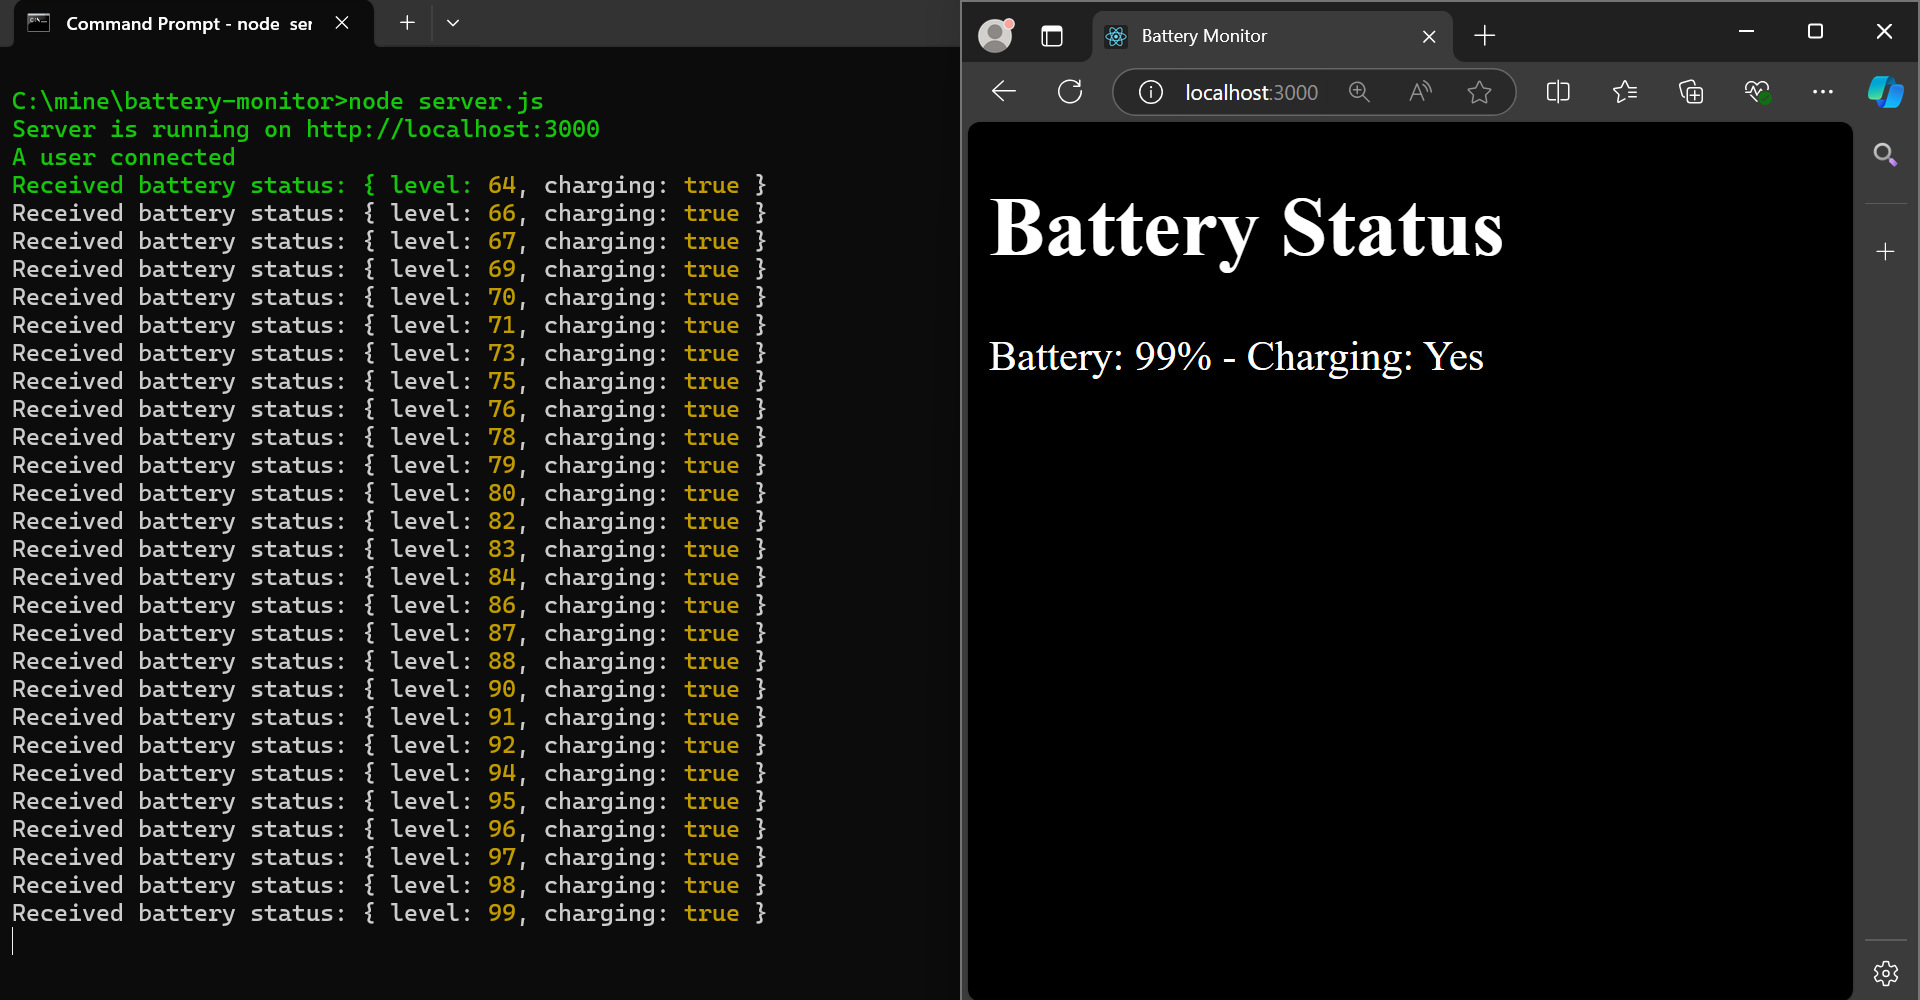 Command Prompt - node ser
C:\mine\battery-monitor>node server.js
Server is running on http://localhost:3000
A user connected
Received battery status: { level: 64, charging: true }
Received battery status: { level: 66, charging: true }
Received battery status: { level: 67, charging: true }
Received battery status: { level: 69, charging: true }
Received battery status: { level: 70, charging: true }
Received battery status: { level: 71, charging: true }
Received battery status: { level: 73, charging: true }
Received battery status: { level: 75, charging: true }
Received battery status: { level: 76, charging: true }
Received battery status: { level: 78, charging: true }
Received battery status: { level: 79, charging: true }
Received battery status: { level: 80, charging: true }
Received battery status: { level: 82, charging: true }
Received battery status: { level: 83, charging: true }
Received battery status: { level: 84, charging: true }
Received battery status: { level: 86, charging: true }
Received battery status: { level: 87, charging: true }
Received battery status: { level: 88, charging: true }
Received battery status: { level: 90, charging: true }
Received battery status: { level: 91, charging: true }
Received battery status: { level: 92, charging: true }
Received battery status: { level: 94, charging: true }
Received battery status: { level: 95, charging: true }
Received battery status: { level: 96, charging: true }
Received battery status: { level: 97, charging: true }
Received battery status: { level: 98, charging: true }
Received battery status: { level: 99, charging: true }
Battery Monitor
localhost:3000
Battery Status
Battery: 99% - Charging: Yes